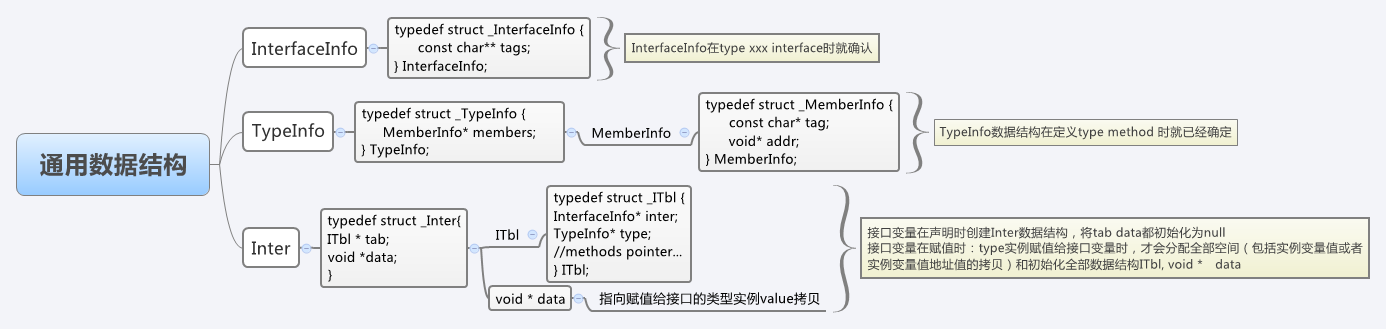 通用数据结构
InterfaceInfo
typedef struct _InterfaceInfo {
const char** tags;
} InterfaceInfo;
InterfaceInfo在type xxx interface时就确认
TypeInfo
typedef struct _TypeInfo {
MemberInfo* members;
} TypeInfo;
MemberInfo
typedef struct _MemberInfo {
const char* tag;
void* addr;
} MemberInfo;
TypeInfo数据结构在定义type method 时就已经确定
Inter
typedef struct _Inter{
ITbl * tab;
void *data;
}
ITbl
typedef struct _ITbl {
InterfaceInfo* inter;
TypeInfo* type;
//methods pointer...
} ITbl;
void * data
指向赋值给接口的类型实例value拷贝
接口变量在声明时创建Inter数据结构，将tab data都初始化为null
接口变量在赋值时：type实例赋值给接口变量时，才会分配全部空间（包括实例变量值或者
实例变量值地址值的拷贝）和初始化全部数据结构ITbl, void * data